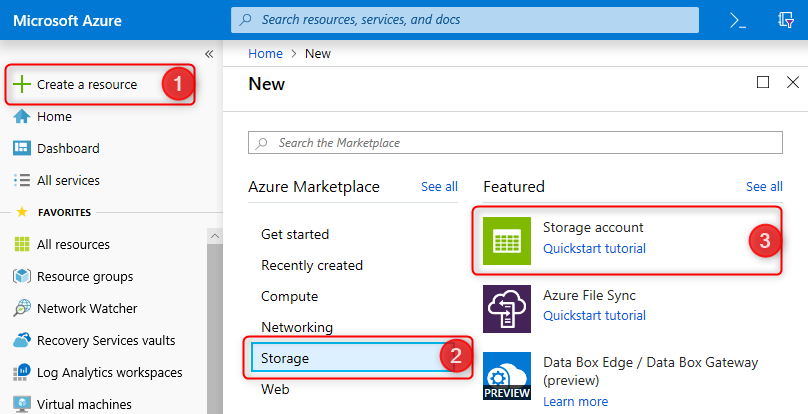 Microsoft Azure
Search resources, services, and docs
«
+ Create a resource
1
Home
Dashboard
All services
FAVORITES
All resources
Resource groups
Network Watcher
Recovery Services vaults
Log Analytics workspaces
Virtual machines
Home > New
New
Search the Marketplace
Azure Marketplace
See all
Get started
Recently created
Compute
Networking
Storage
2
Web
Featured
See all
Storage account
Quickstart tutorial
3
Azure File Sync
Quickstart tutorial
PREVIEW
Data Box Edge / Data Box Gateway
(preview)
Learn more